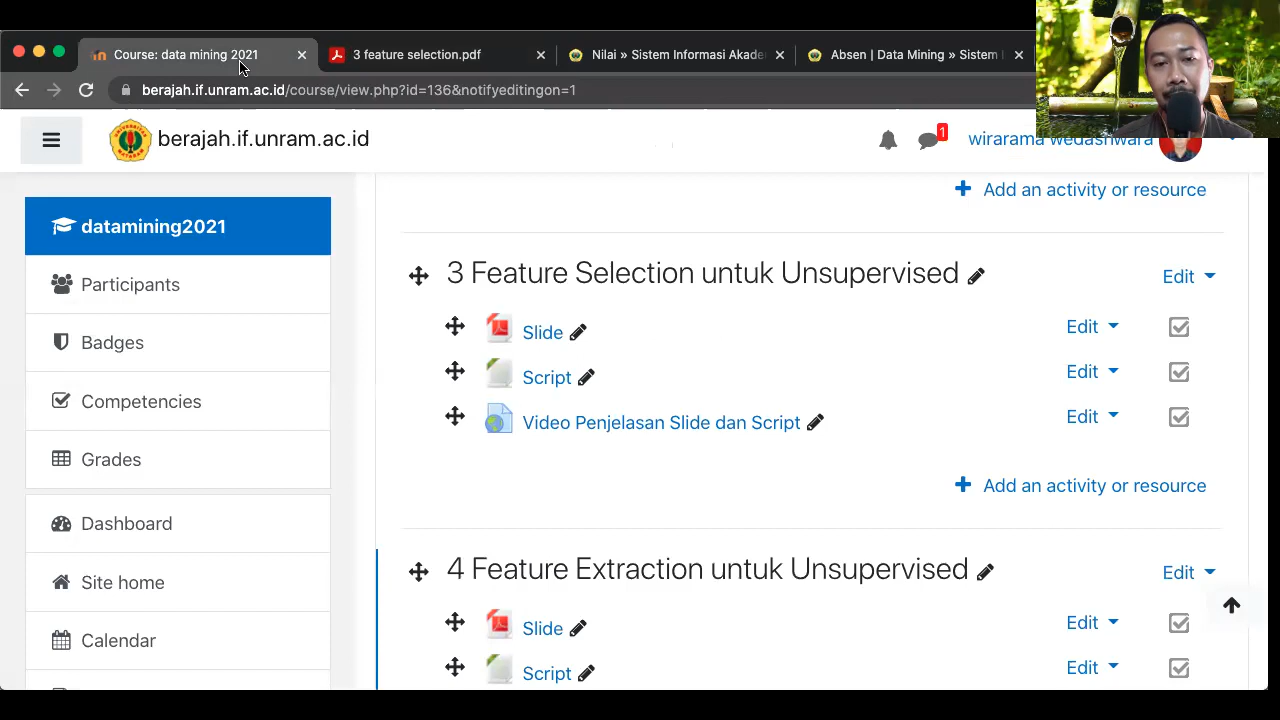 Course: data mining 2021
3 feature selection.pdf
Nilai » Sistem Informasi Akade
Absen | Data Mining » Sistem
berajah.if.unram.ac.id/course/view.php?id=136&notifyeditingon=1
berajah.if.unram.ac.id
1
wirarama wedashwara
Add an activity or resource
datamining2021
Participants
Badges
Competencies
Grades
Dashboard
Site home
Calendar
3 Feature Selection untuk Unsupervised
Edit
Slide
Edit
Script
Edit
Video Penjelasan Slide dan Script
Edit
Add an activity or resource
4 Feature Extraction untuk Unsupervised
Edit
Slide
Edit
Script
Edit